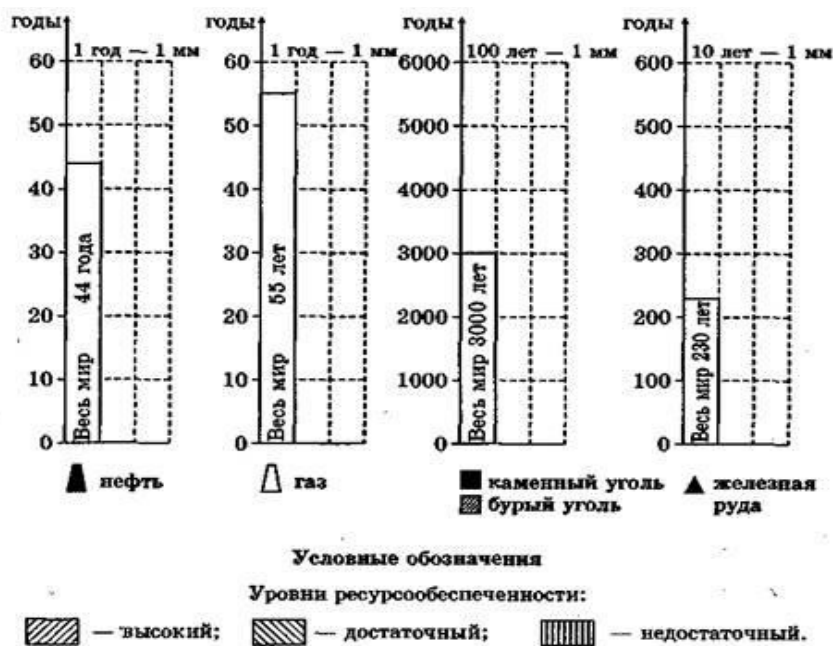 годы годы годы годы
1 год — 1 мм 1 год — 1 мм 100 лет — 1 мм 10 лет — 1 мм
60 60 6000 600
50 50 5000 500
40 40 4000 400
30 30 3000 300
20 20 2000 200
10 10 1000 100
0 0 0 0
Весь мир 44 года
Весь мир 55 лет
Весь мир 3000 лет
Весь мир 230 лет
нефть газ каменный уголь железная
бурый уголь руда
Условные обозначения
Уровни ресурсообеспеченности:
— высокий; — достаточный; — недостаточный.